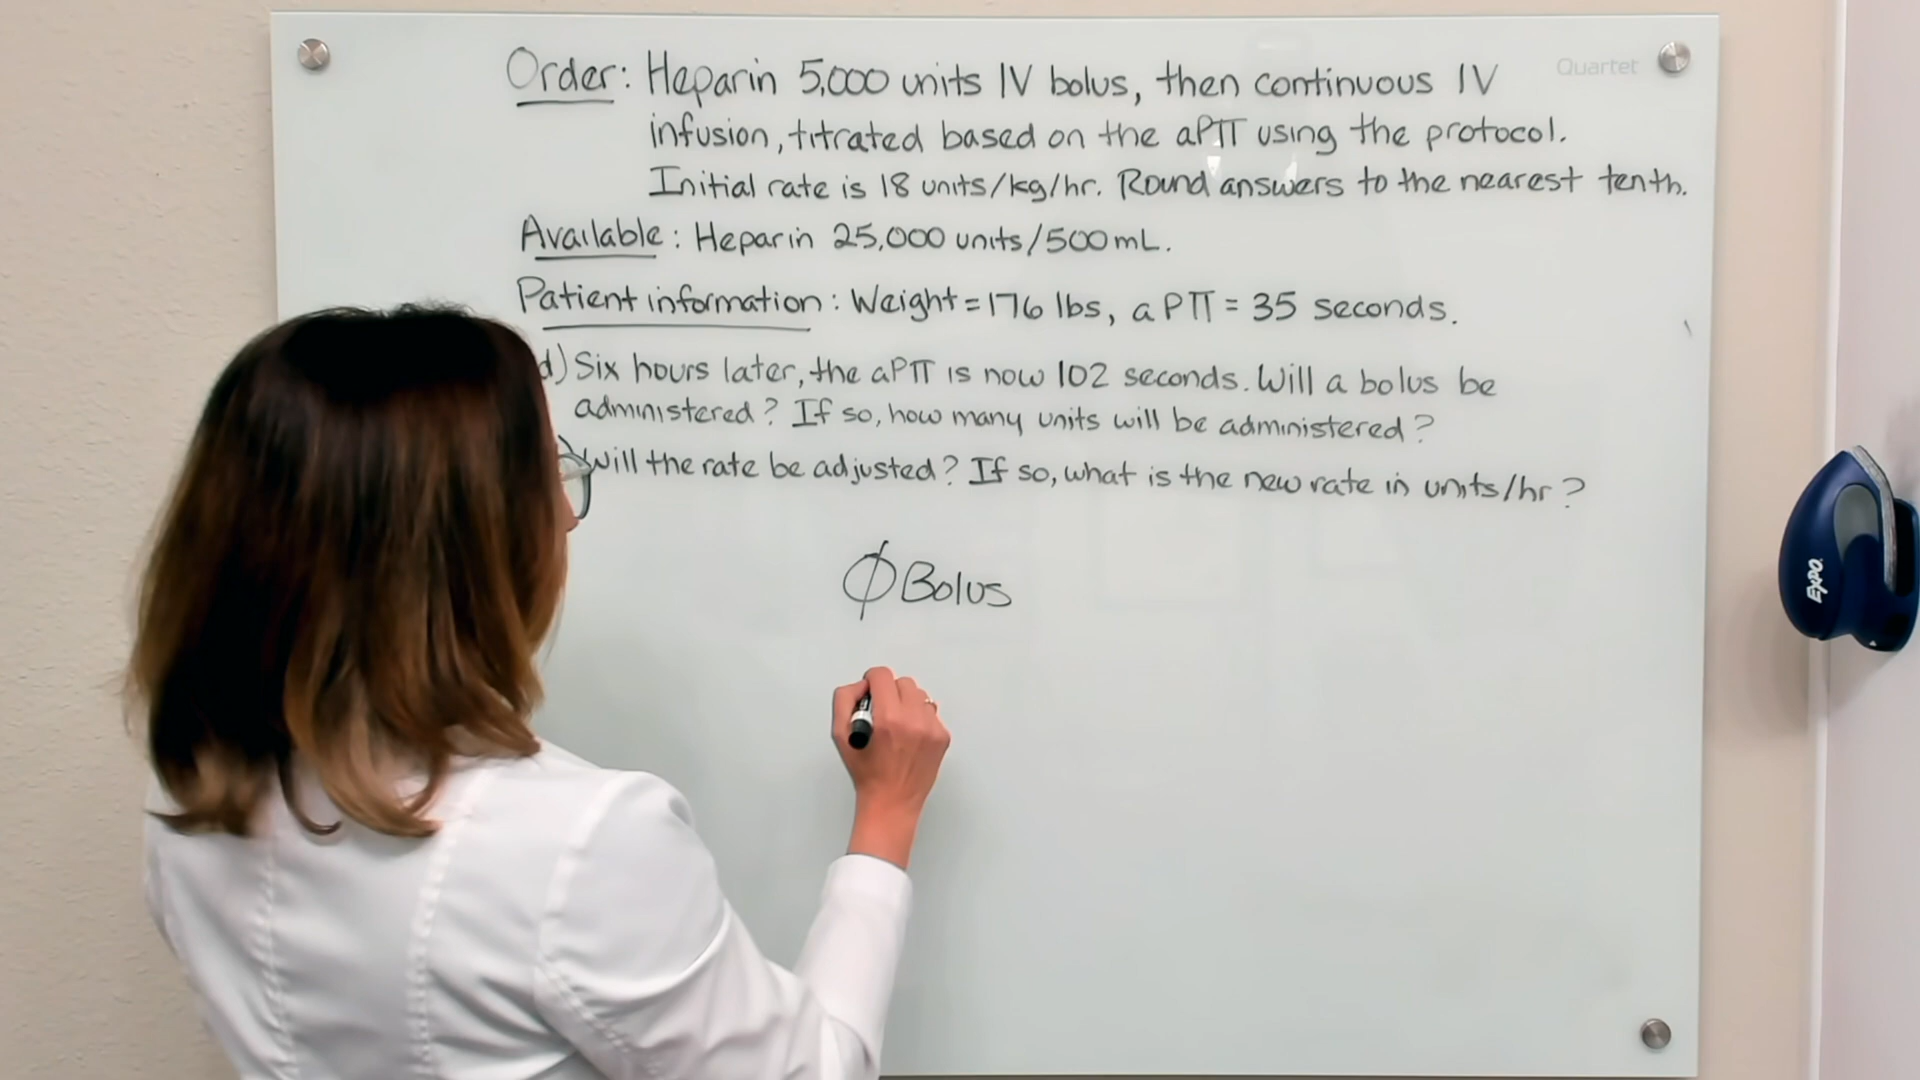 Quartet
Order: Heparin 5,000 units IV bolus, then continuous IV
infusion, titrated based on the aPTT using the protocol.
Initial rate is 18 units/kg/hr. Round answers to the nearest tenth.
Available: Heparin 25,000 units/500mL.
Patient information: Weight=176 lbs, aPTT = 35 seconds.
d) Six hours later, the aPTT is now 102 seconds. Will a bolus be
administered? If so, how many units will be administered?
Will the rate be adjusted? If so, what is the new rate in units/hr?
∅ Bolus
EXPO